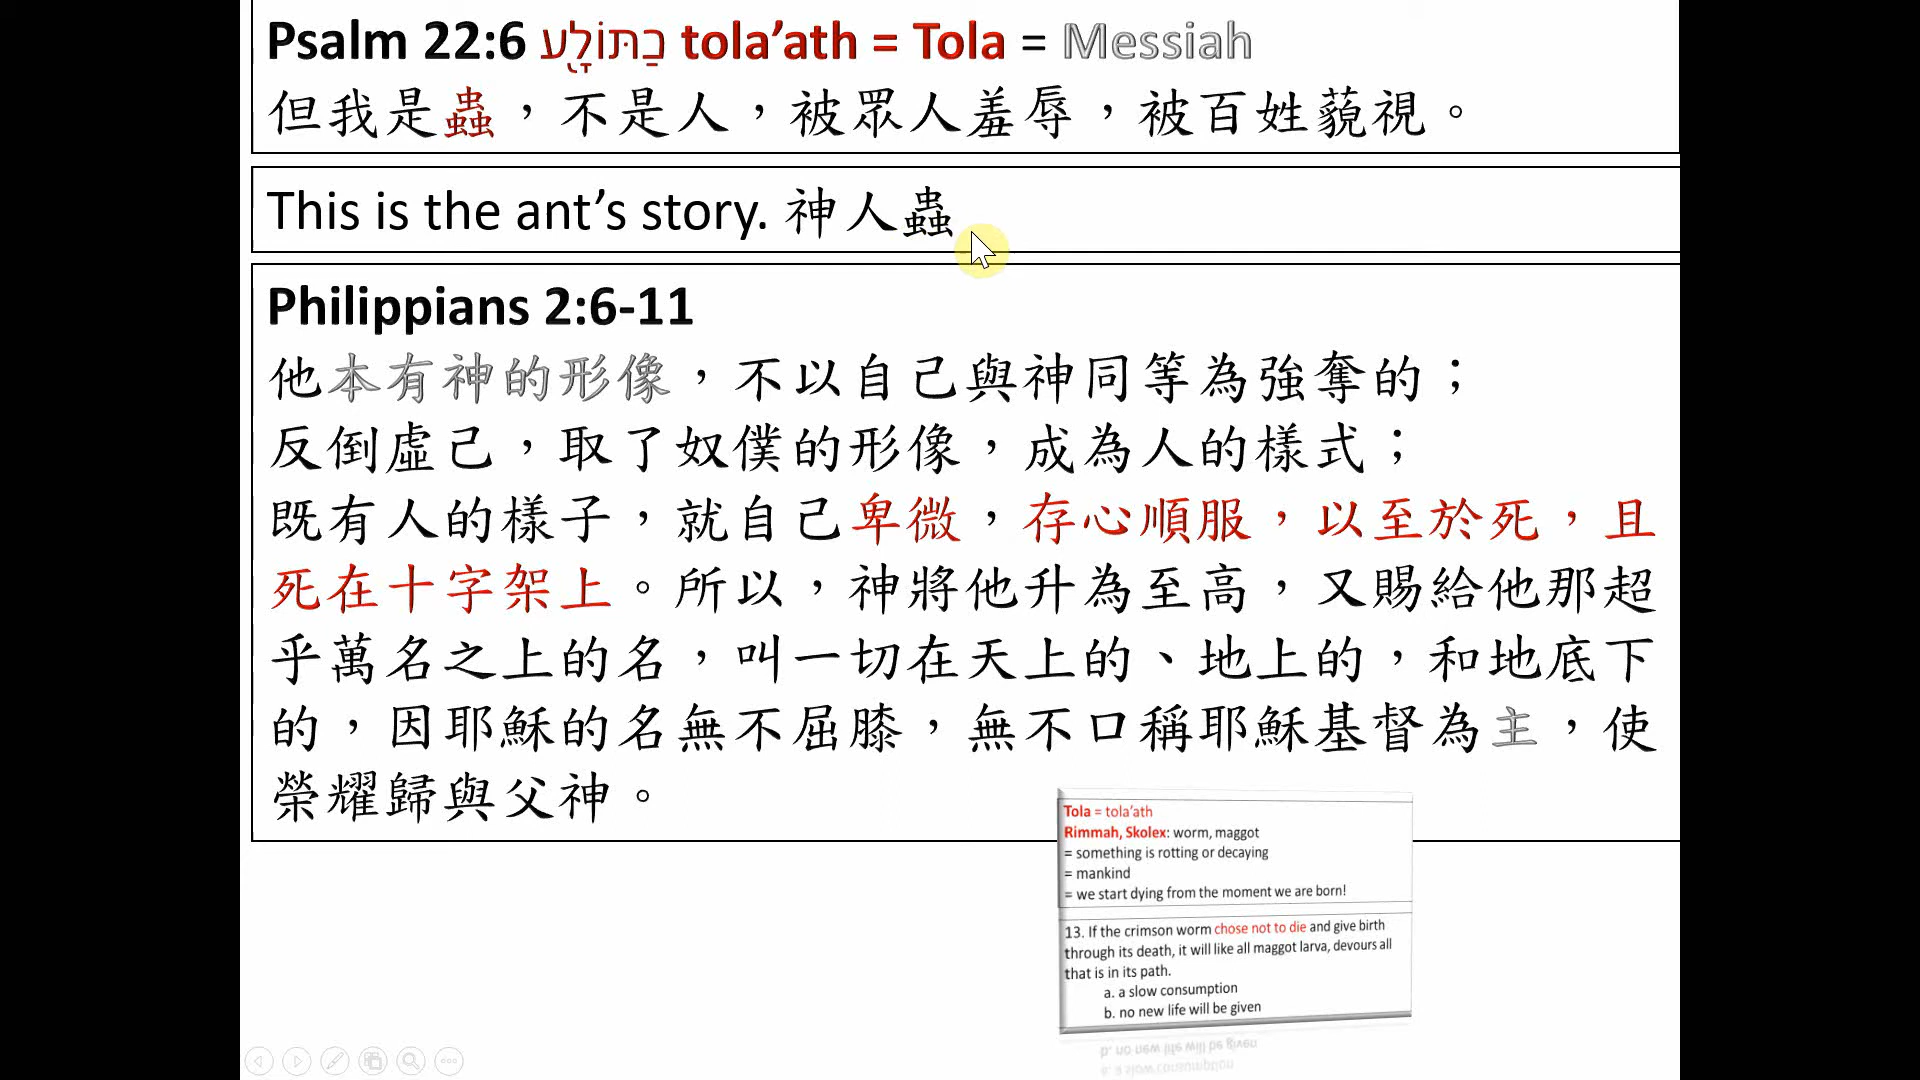 Psalm 22:6 כַּתּוֹלָ֖ע tola’ath = Tola = Messiah
但我是蟲，不是人，被眾人羞辱，被百姓藐視。
This is the ant’s story. 神人蟲
Philippians 2:6-11
他本有神的形像，不以自己與神同等為強奪的；
反倒虛己，取了奴僕的形像，成為人的樣式；
既有人的樣子，就自己卑微，存心順服，以至於死，且
死在十字架上。所以，神將他升為至高，又賜給他那超
乎萬名之上的名，叫一切在天上的、地上的，和地底下
的，因耶穌的名無不屈膝，無不口稱耶穌基督為主，使
榮耀歸與父神。
Tola = tola’ath
Rimmah, Skolex: worm, maggot
= something is rotting or decaying
= mankind
= we start dying from the moment we are born!
13. If the crimson worm chose not to die and give birth
through its death, it will like all maggot larva, devours all
that is in its path.
a. a slow consumption
b. no new life will be given